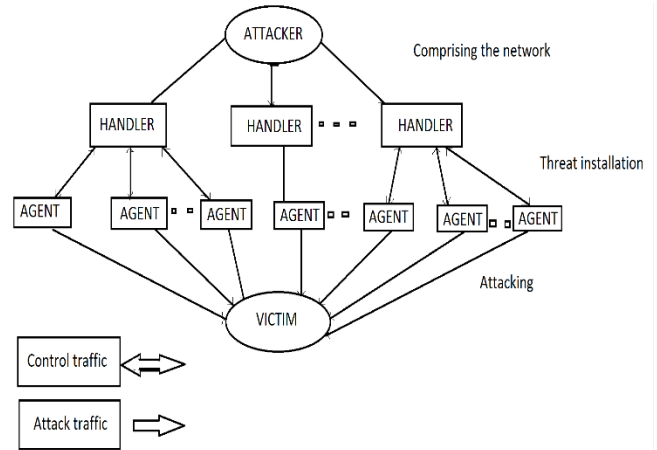 ATTACKER
Comprising the network
HANDLER
HANDLER
HANDLER
Threat installation
AGENT
AGENT
AGENT
AGENT
AGENT
AGENT
AGENT
Attacking
VICTIM
Control traffic
Attack traffic